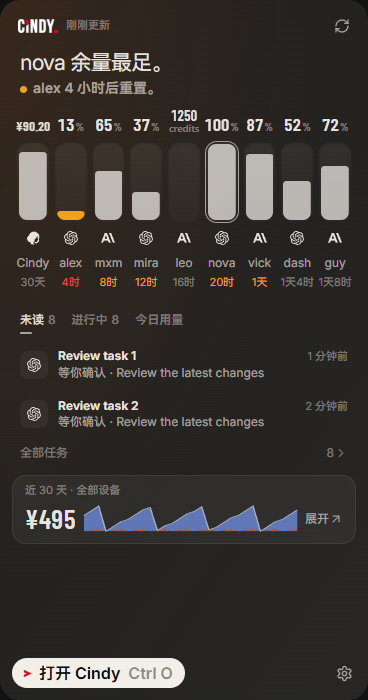 CiNDY. 刚刚更新
nova 余量最足。
alex 4 小时后重置。
¥90.20 13% 65% 37% 1250 credits 100% 87% 52% 72%
Cindy alex mxm mira leo nova vick dash guy
30天 4时 8时 12时 16时 20时 1天 1天4时 1天8时
未读 8 进行中 8 今日用量
Review task 1 1 分钟前
等你确认 · Review the latest changes
Review task 2 2 分钟前
等你确认 · Review the latest changes
全部任务 8
近 30 天 · 全部设备
¥495 展开
打开 Cindy Ctrl O